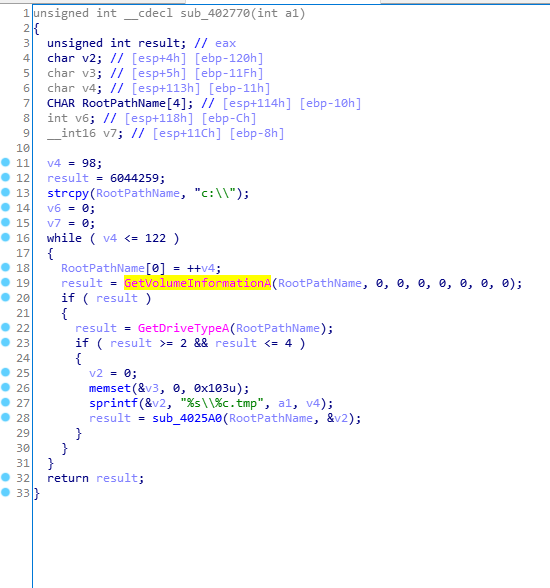 1 unsigned int __cdecl sub_402770(int a1)
2 {
3 unsigned int result; // eax
4 char v2; // [esp+4h] [ebp-120h]
5 char v3; // [esp+5h] [ebp-11Fh]
6 char v4; // [esp+113h] [ebp-11h]
7 CHAR RootPathName[4]; // [esp+114h] [ebp-10h]
8 int v6; // [esp+118h] [ebp-Ch]
9 __int16 v7; // [esp+11Ch] [ebp-8h]
10
11 v4 = 98;
12 result = 6044259;
13 strcpy(RootPathName, "c:\\");
14 v6 = 0;
15 v7 = 0;
16 while ( v4 <= 122 )
17 {
18 RootPathName[0] = ++v4;
19 result = GetVolumeInformationA(RootPathName, 0, 0, 0, 0, 0, 0, 0);
20 if ( result )
21 {
22 result = GetDriveTypeA(RootPathName);
23 if ( result >= 2 && result <= 4 )
24 {
25 v2 = 0;
26 memset(&v3, 0, 0x103u);
27 sprintf(&v2, "%s\\%c.tmp", a1, v4);
28 result = sub_4025A0(RootPathName, &v2);
29 }
30 }
31 }
32 return result;
33 }